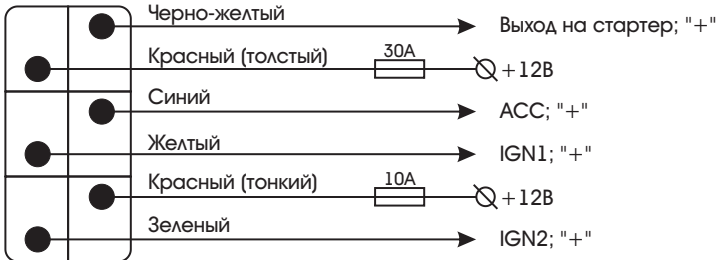 Черно-желтый Выход на стартер; "+"
Красный (толстый) 30А +12В
Синий АСС; "+"
Желтый IGN1; "+"
Красный (тонкий) 10А +12В
Зеленый IGN2; "+"